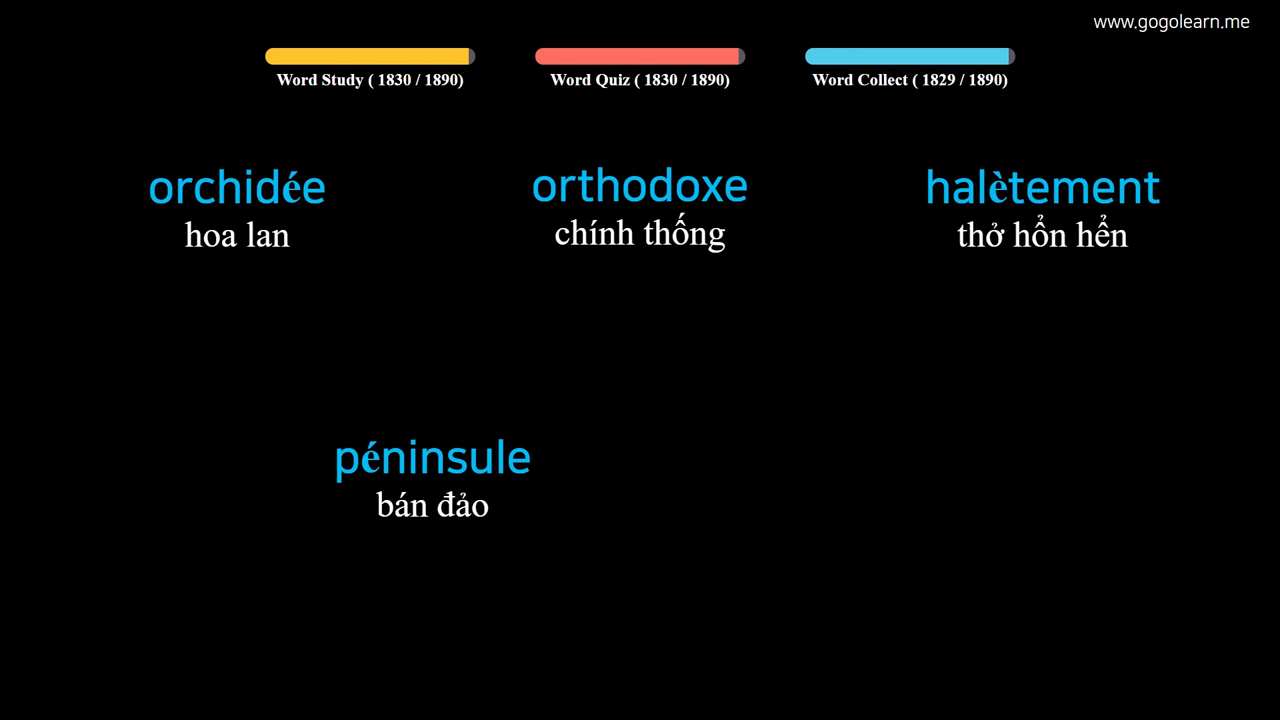 www.gogolearn.me
Word Study ( 1830 / 1890)
Word Quiz ( 1830 / 1890)
Word Collect ( 1829 / 1890)
orchidée
hoa lan
orthodoxe
chính thống
halètement
thở hổn hển
péninsule
bán đảo